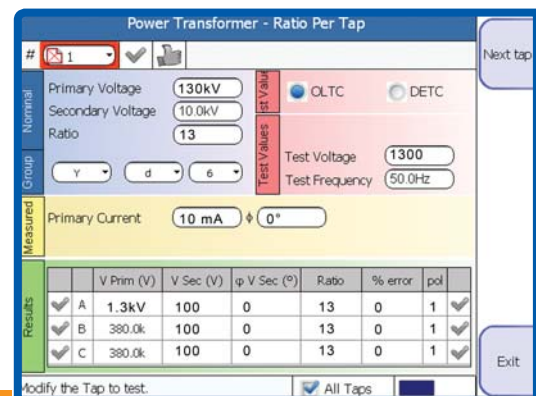 Power Transformer - Ratio Per Tap
# 1
Next tap
Nominal
Primary Voltage 130kV
Secondary Voltage 10.0kV
Ratio 13
Group
Y d 6
OLTC DETC
Test Values
Test Voltage 1300
Test Frequency 50.0Hz
Measured
Primary Current 10 mA ϕ 0°
Results
V Prim (V) V Sec (V) φ V Sec (º) Ratio % error pol
A 1.3kV 100 0 13 0 1
B 380.0k 100 0 13 0 1
C 380.0k 100 0 13 0 1
Exit
Modify the Tap to test.
All Taps